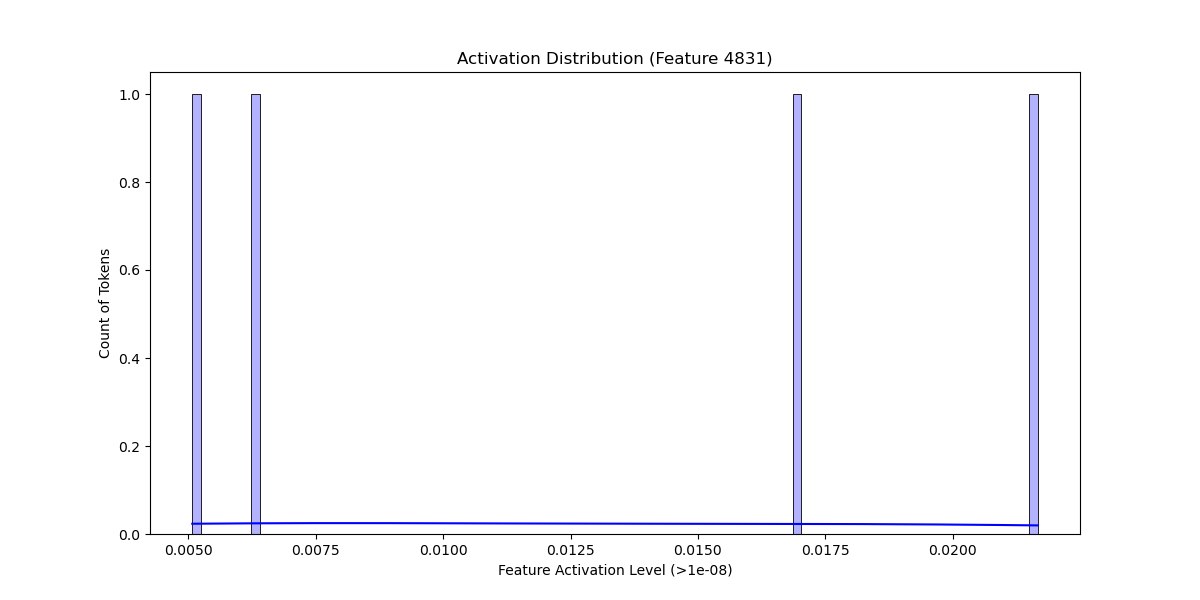 Activation Distribution (Feature 4831)
1.0
0.8
0.6
0.4
0.2
0.0
Count of Tokens
0.0050 0.0075 0.0100 0.0125 0.0150 0.0175 0.0200
Feature Activation Level (>1e-08)